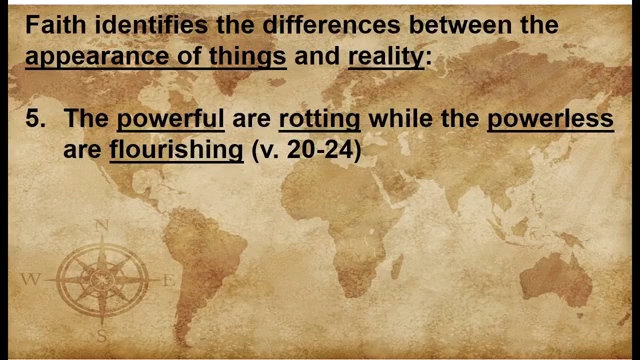 Faith identifies the differences between the
appearance of things and reality:
5. The powerful are rotting while the powerless
are flourishing (v. 20-24)
N
W
E
S